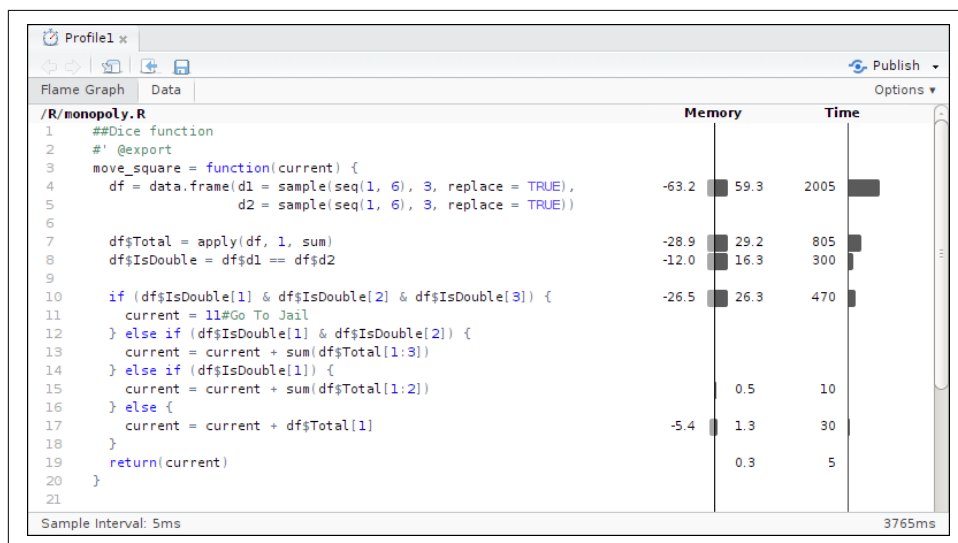 Profile1 ×
Publish
Flame Graph Data Options ▾
/R/monopoly.R Memory Time
1 ##Dice function
2 #' @export
3 move_square = function(current) {
4 df = data.frame(d1 = sample(seq(1, 6), 3, replace = TRUE), -63.2 59.3 2005
5 d2 = sample(seq(1, 6), 3, replace = TRUE))
6
7 df$Total = apply(df, 1, sum) -28.9 29.2 805
8 df$IsDouble = df$d1 == df$d2 -12.0 16.3 300
9
10 if (df$IsDouble[1] & df$IsDouble[2] & df$IsDouble[3]) { -26.5 26.3 470
11 current = 11#Go To Jail
12 } else if (df$IsDouble[1] & df$IsDouble[2]) {
13 current = current + sum(df$Total[1:3])
14 } else if (df$IsDouble[1]) {
15 current = current + sum(df$Total[1:2]) 0.5 10
16 } else {
17 current = current + df$Total[1] -5.4 1.3 30
18 }
19 return(current) 0.3 5
20 }
21
Sample Interval: 5ms 3765ms